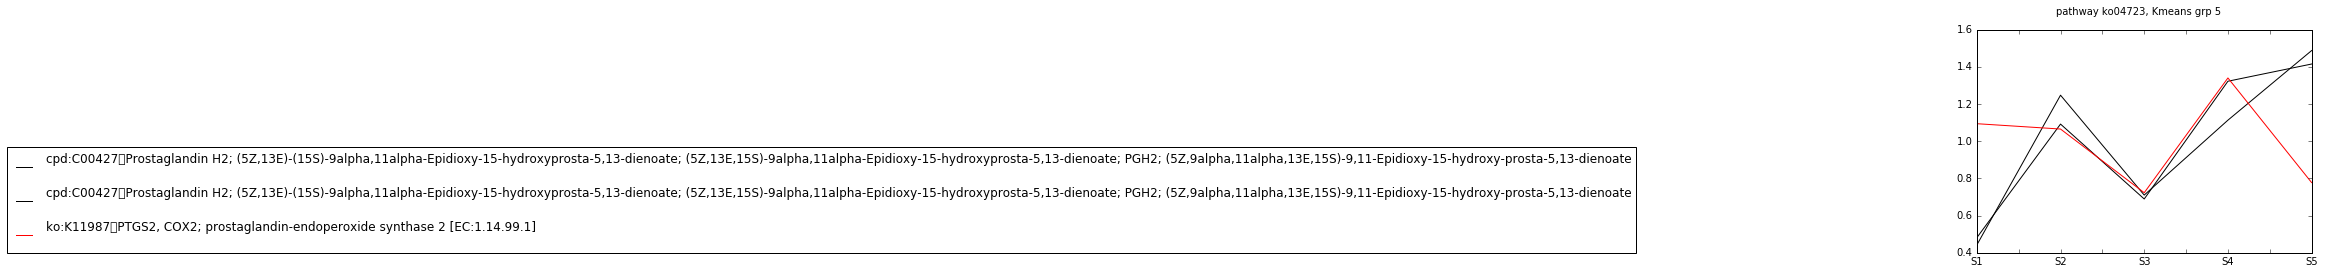 pathway ko04723, Kmeans grp 5
1.6
1.4
1.2
1.0
0.8
0.6
0.4
S1 S2 S3 S4 S5
cpd:C00427▯Prostaglandin H2; (5Z,13E)-(15S)-9alpha,11alpha-Epidioxy-15-hydroxyprosta-5,13-dienoate; (5Z,13E,15S)-9alpha,11alpha-Epidioxy-15-hydroxyprosta-5,13-dienoate; PGH2; (5Z,9alpha,11alpha,13E,15S)-9,11-Epidioxy-15-hydroxy-prosta-5,13-dienoate
cpd:C00427▯Prostaglandin H2; (5Z,13E)-(15S)-9alpha,11alpha-Epidioxy-15-hydroxyprosta-5,13-dienoate; (5Z,13E,15S)-9alpha,11alpha-Epidioxy-15-hydroxyprosta-5,13-dienoate; PGH2; (5Z,9alpha,11alpha,13E,15S)-9,11-Epidioxy-15-hydroxy-prosta-5,13-dienoate
ko:K11987▯PTGS2, COX2; prostaglandin-endoperoxide synthase 2 [EC:1.14.99.1]